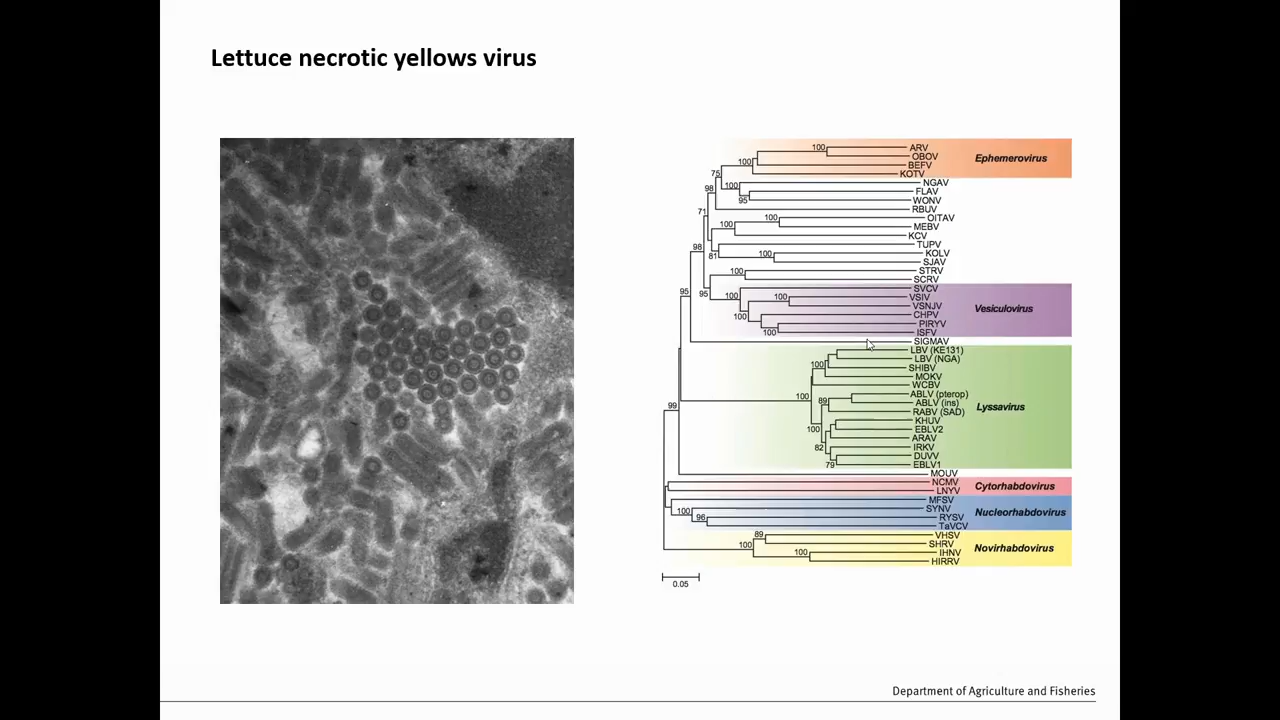 Lettuce necrotic yellows virus
ARV
OBOV
BEFV
KOTV
Ephemerovirus
NGAV
FLAV
WONV
RBUV
OITAV
MEBV
KCV
TUPV
KOLV
SJAV
STRV
SCRV
SVCV
VSIV
VSNJV
CHPV
PIRYV
ISFV
Vesiculovirus
SIGMAV
LBV (KE131)
LBV (NGA)
SHIBV
MOKV
WCBV
ABLV (pterop)
ABLV (ins)
RABV (SAD)
KHUV
EBLV2
ARAV
IRKV
DUVV
EBLV1
Lyssavirus
MOUV
NCMV
LNYV
Cytorhabdovirus
MFSV
SYNV
RYSV
TaVCV
Nucleorhabdovirus
VHSV
SHRV
IHNV
HIRRV
Novirhabdovirus
100
100
75
98
100
95
71
100
100
98
81
100
100
95
95
100
100
100
100
100
100
89
100
82
79
99
100
96
89
100
100
0.05
Department of Agriculture and Fisheries